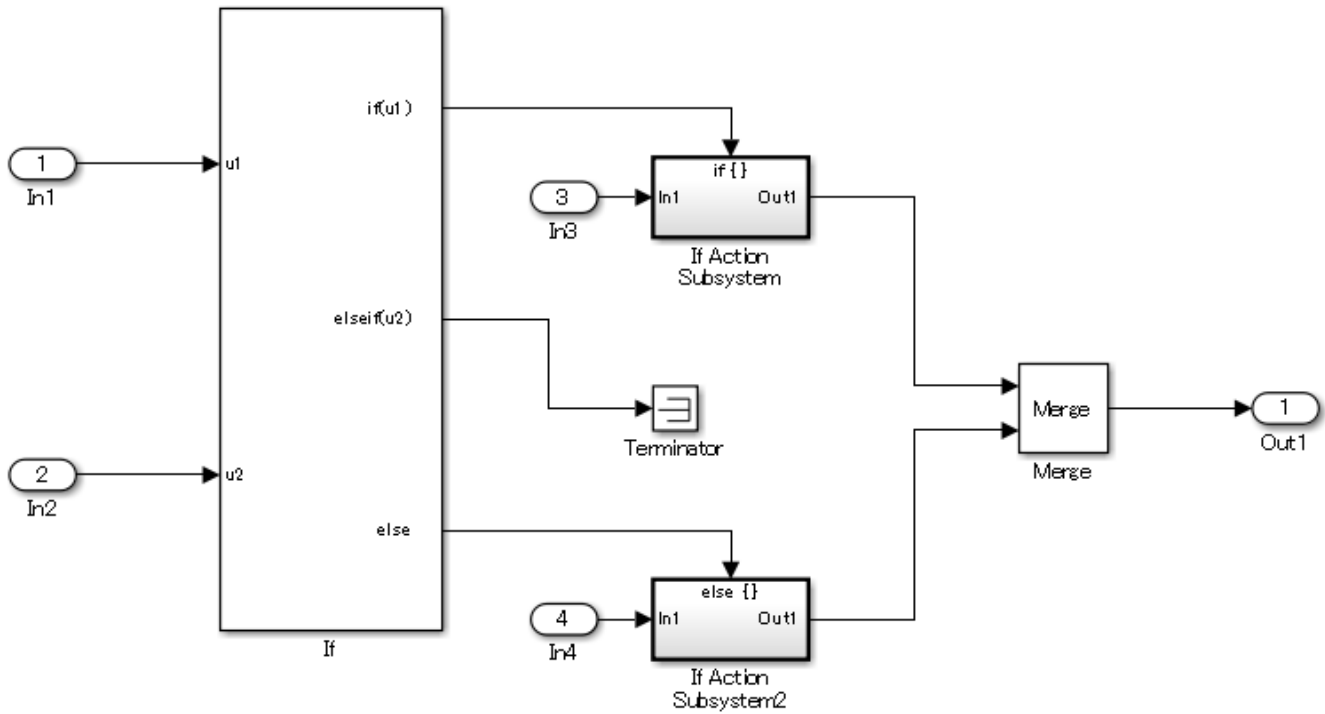 if(u1)
1
u1
In1
if { }
3
In1
Out1
In3
If Action
Subsystem
elseif(u2)
Terminator
Merge
1
Merge
Out1
2
u2
In2
else
else { }
4
In1
Out1
In4
If
If Action
Subsystem2